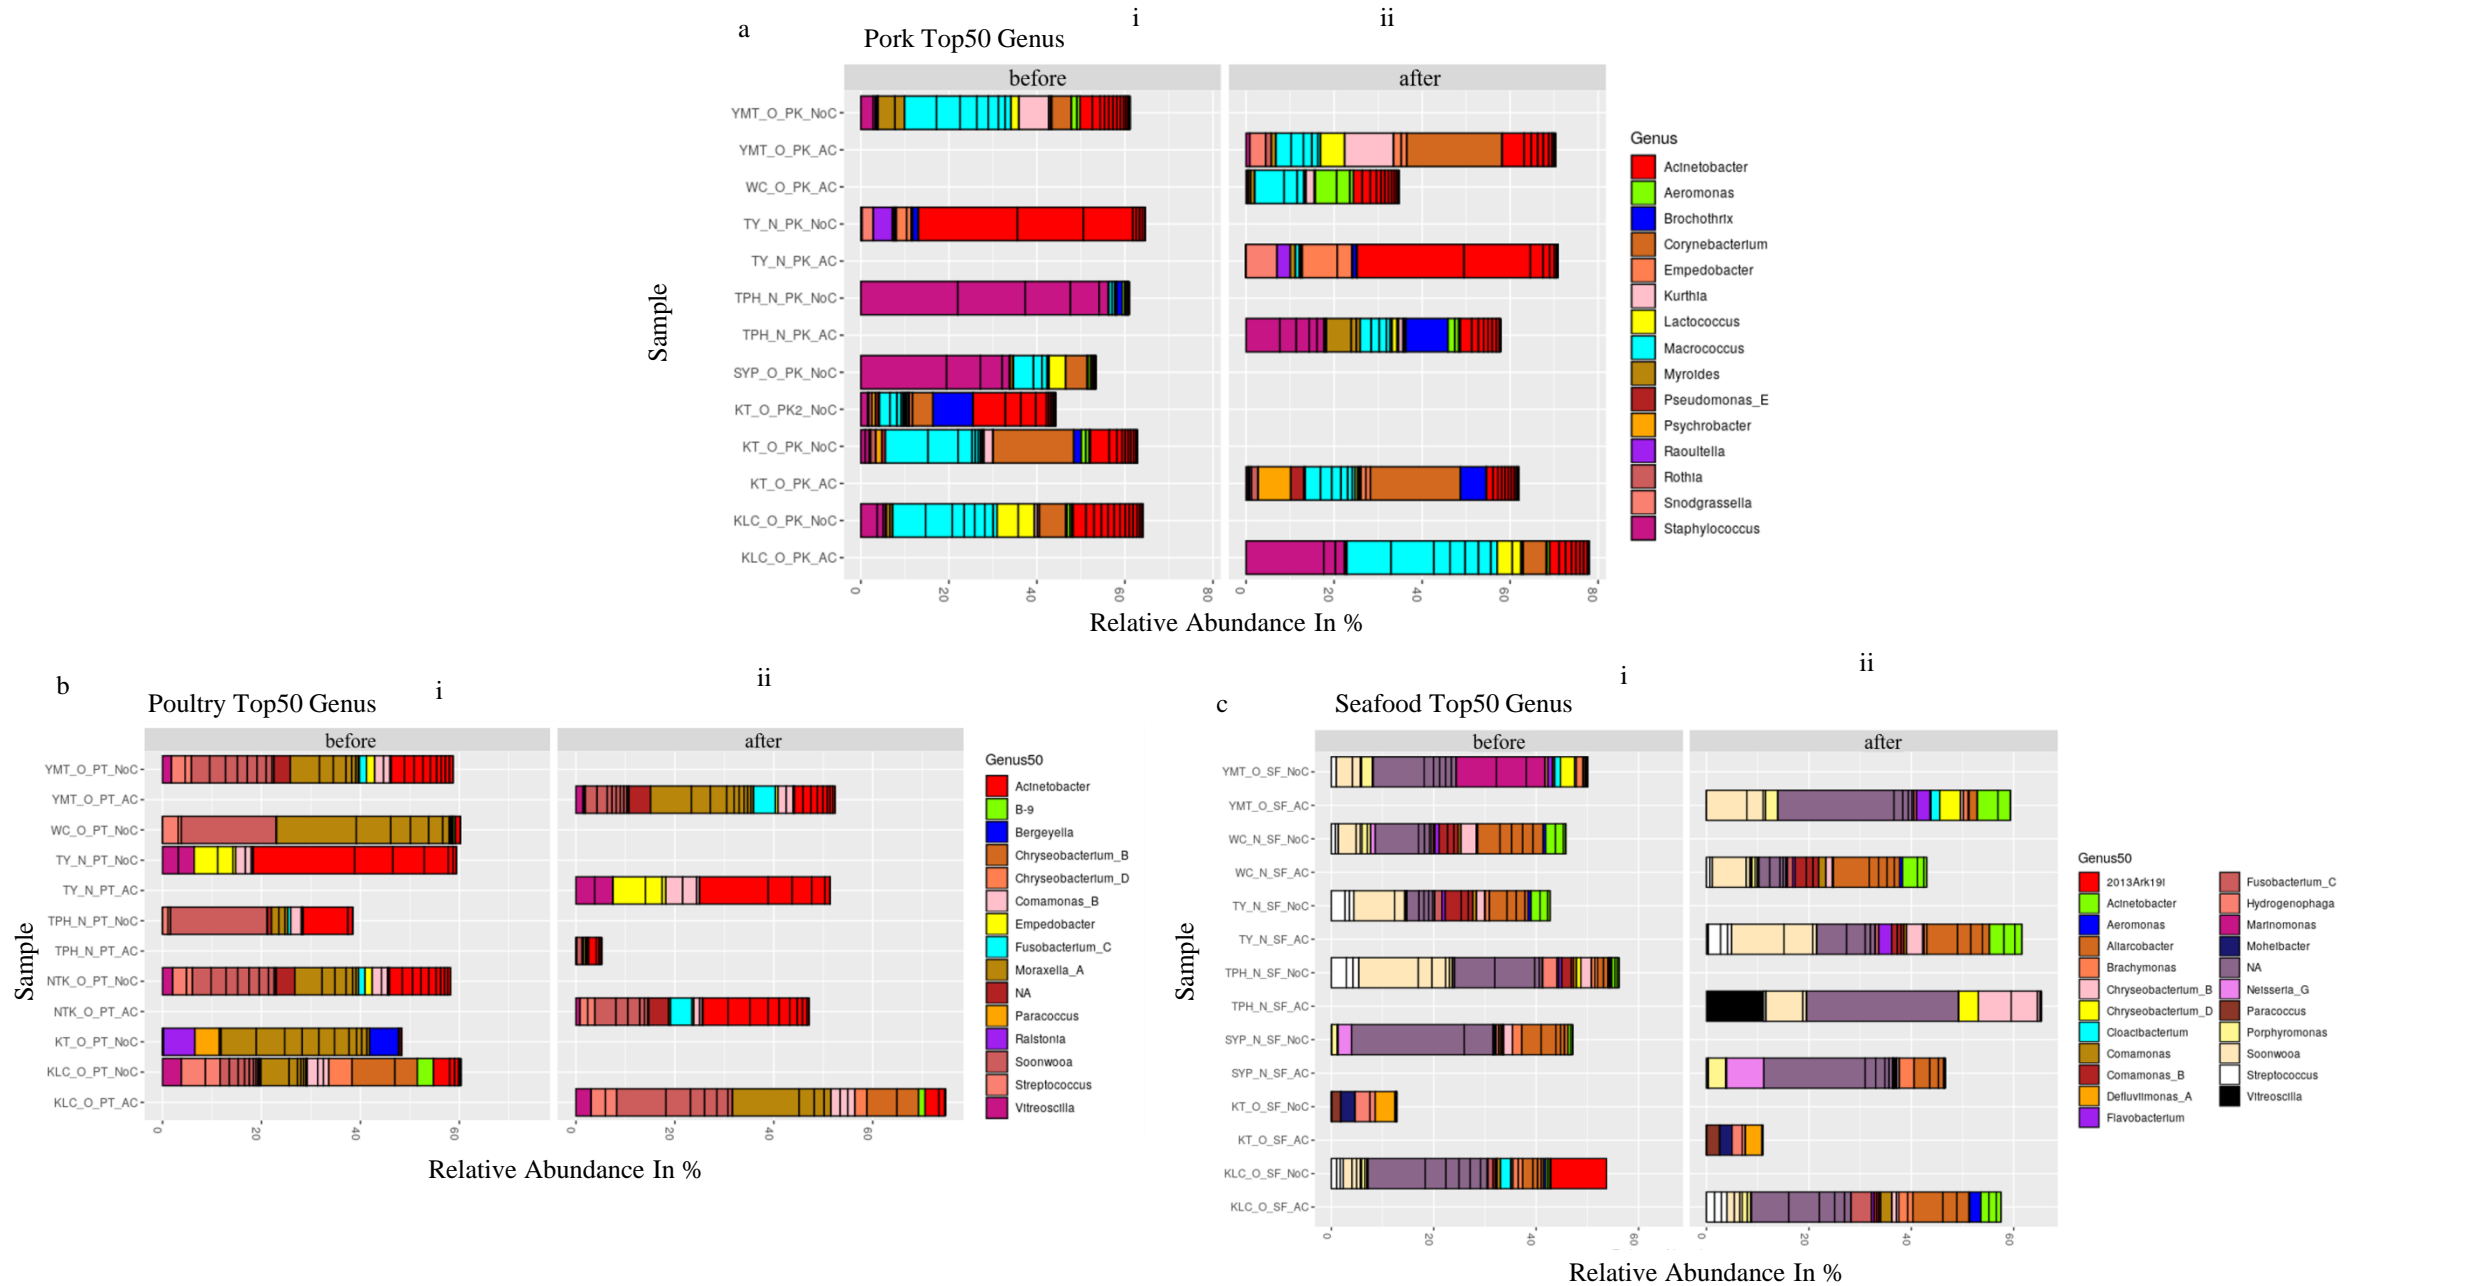 a
i
ii
Pork Top50 Genus
before
after
YMT_O_PK_NoC
YMT_O_PK_AC
WC_O_PK_AC
TY_N_PK_NoC
TY_N_PK_AC
TPH_N_PK_NoC
TPH_N_PK_AC
SYP_O_PK_NoC
KT_O_PK2_NoC
KT_O_PK_NoC
KT_O_PK_AC
KLC_O_PK_NoC
KLC_O_PK_AC
Sample
0 20 40 60 80
0 20 40 60 80
Relative Abundance In %
Genus
Acinetobacter
Aeromonas
Brochothrix
Corynebacterium
Empedobacter
Kurthia
Lactococcus
Macrococcus
Myroides
Pseudomonas_E
Psychrobacter
Raoultella
Rothia
Snodgrassella
Staphylococcus
b
i
ii
Poultry Top50 Genus
before
after
YMT_O_PT_NoC
YMT_O_PT_AC
WC_O_PT_NoC
TY_N_PT_NoC
TY_N_PT_AC
TPH_N_PT_NoC
TPH_N_PT_AC
NTK_O_PT_NoC
NTK_O_PT_AC
KT_O_PT_NoC
KLC_O_PT_NoC
KLC_O_PT_AC
Sample
0 20 40 60
0 20 40 60
Relative Abundance In %
Genus50
Acinetobacter
B-9
Bergeyella
Chryseobacterium_B
Chryseobacterium_D
Comamonas_B
Empedobacter
Fusobacterium_C
Moraxella_A
NA
Paracoccus
Ralstonia
Soonwooa
Streptococcus
Vitreoscilla
c
i
ii
Seafood Top50 Genus
before
after
YMT_O_SF_NoC
YMT_O_SF_AC
WC_N_SF_NoC
WC_N_SF_AC
TY_N_SF_NoC
TY_N_SF_AC
TPH_N_SF_NoC
TPH_N_SF_AC
SYP_N_SF_NoC
SYP_N_SF_AC
KT_O_SF_NoC
KT_O_SF_AC
KLC_O_SF_NoC
KLC_O_SF_AC
Sample
0 20 40 60
0 20 40 60
Relative Abundance In %
Genus50
2013Ark19i
Acinetobacter
Aeromonas
Aliarcobacter
Brachymonas
Chryseobacterium_B
Chryseobacterium_D
Cloacibacterium
Comamonas
Comamonas_B
Defluviimonas_A
Flavobacterium
Fusobacterium_C
Hydrogenophaga
Marinomonas
Moheibacter
NA
Neisseria_G
Paracoccus
Porphyromonas
Soonwooa
Streptococcus
Vitreoscilla